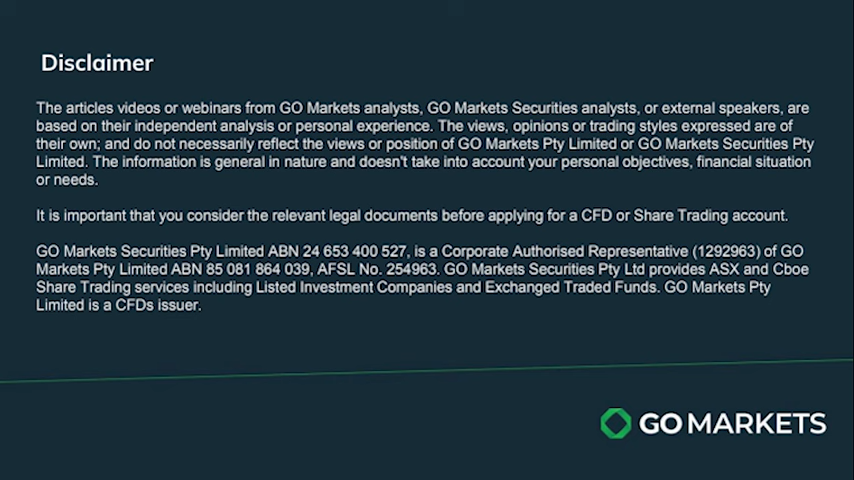 Disclaimer
The articles videos or webinars from GO Markets analysts, GO Markets Securities analysts, or external speakers, are
based on their independent analysis or personal experience. The views, opinions or trading styles expressed are of
their own; and do not necessarily reflect the views or position of GO Markets Pty Limited or GO Markets Securities Pty
Limited. The information is general in nature and doesn't take into account your personal objectives, financial situation
or needs.
It is important that you consider the relevant legal documents before applying for a CFD or Share Trading account.
GO Markets Securities Pty Limited ABN 24 653 400 527, is a Corporate Authorised Representative (1292963) of GO
Markets Pty Limited ABN 85 081 864 039, AFSL No. 254963. GO Markets Securities Pty Ltd provides ASX and Cboe
Share Trading services including Listed Investment Companies and Exchanged Traded Funds. GO Markets Pty
Limited is a CFDs issuer.
GO MARKETS